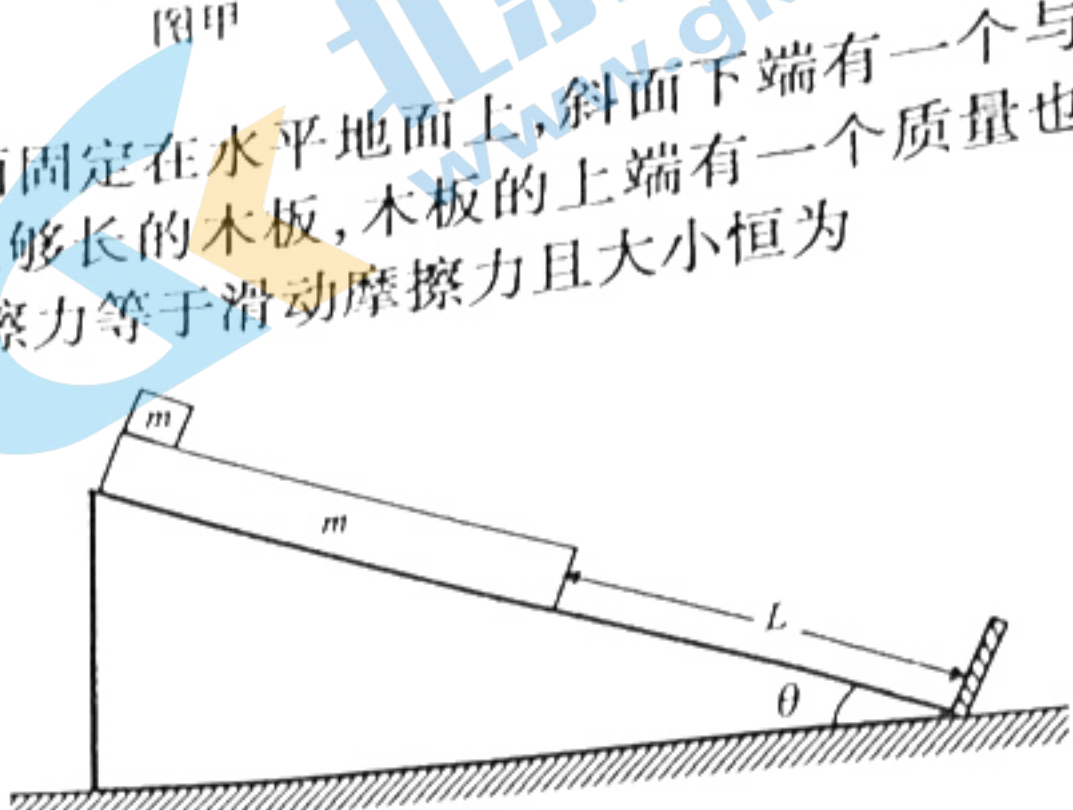 图甲
固定在水平地面上,斜面下端有一个与
够长的木板,木板的上端有一个质量也
擦力等于滑动摩擦力且大小恒为
m
m
L
θ
www.g